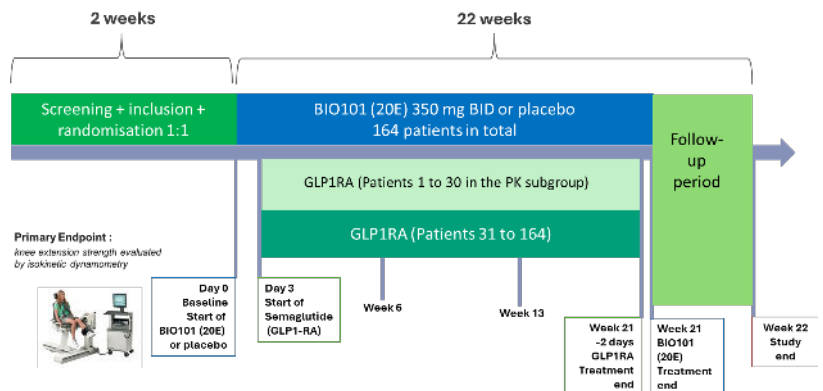 2 weeks
22 weeks
Screening + inclusion +
randomisation 1:1
BIO101 (20E) 350 mg BID or placebo
164 patients in total
Follow-
up
period
GLP1RA (Patients 1 to 30 in the PK subgroup)
GLP1RA (Patients 31 to 164)
Primary Endpoint :
knee extension strength evaluated
by isokinetic dynamometry
Day 0
Baseline
Start of
BIO101 (20E)
or placebo
Day 3
Start of
Semaglutide
(GLP1-RA)
Week 6
Week 13
Week 21
-2 days
GLP1RA
Treatment
end
Week 21
BIO101
(20E)
Treatment
end
Week 22
Study
end